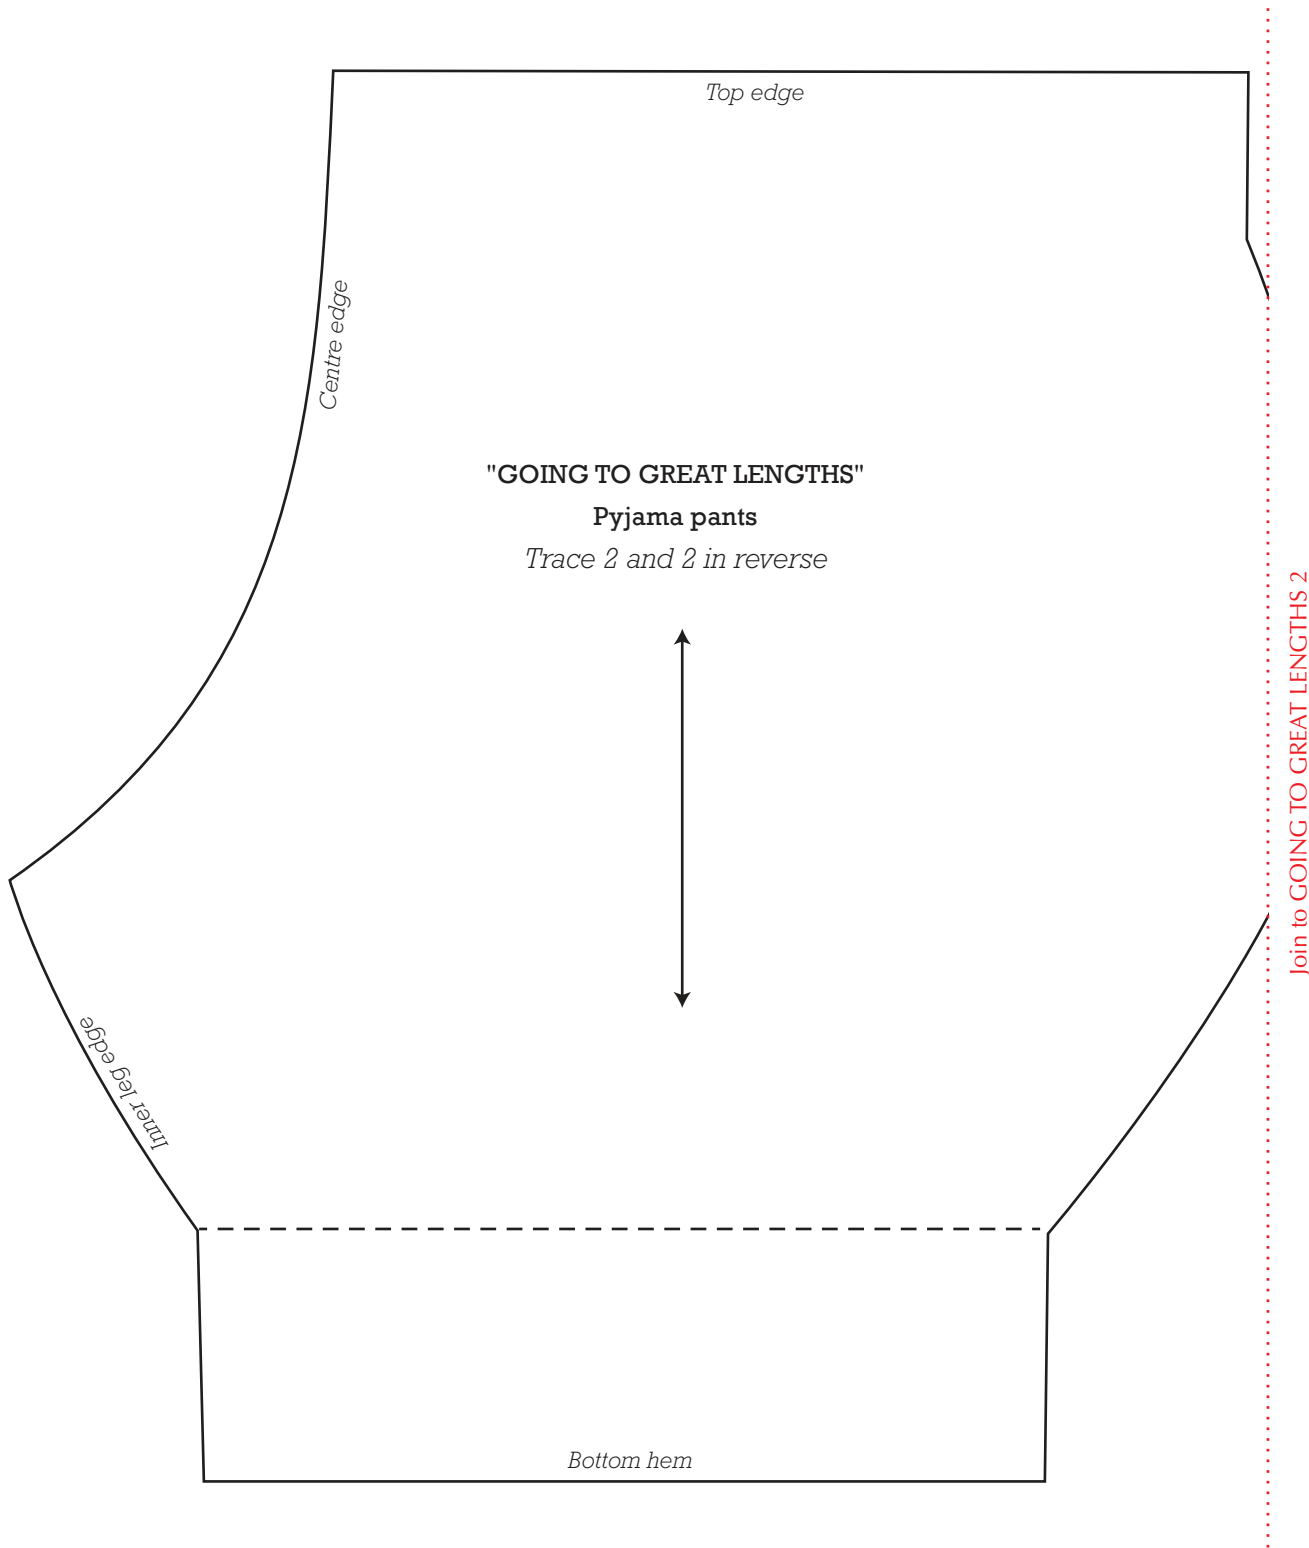 Top edge
Centre edge
"GOING TO GREAT LENGTHS"
Pyjama pants
Trace 2 and 2 in reverse
Join to GOING TO GREAT LENGTHS 2
Inner leg edge
Bottom hem